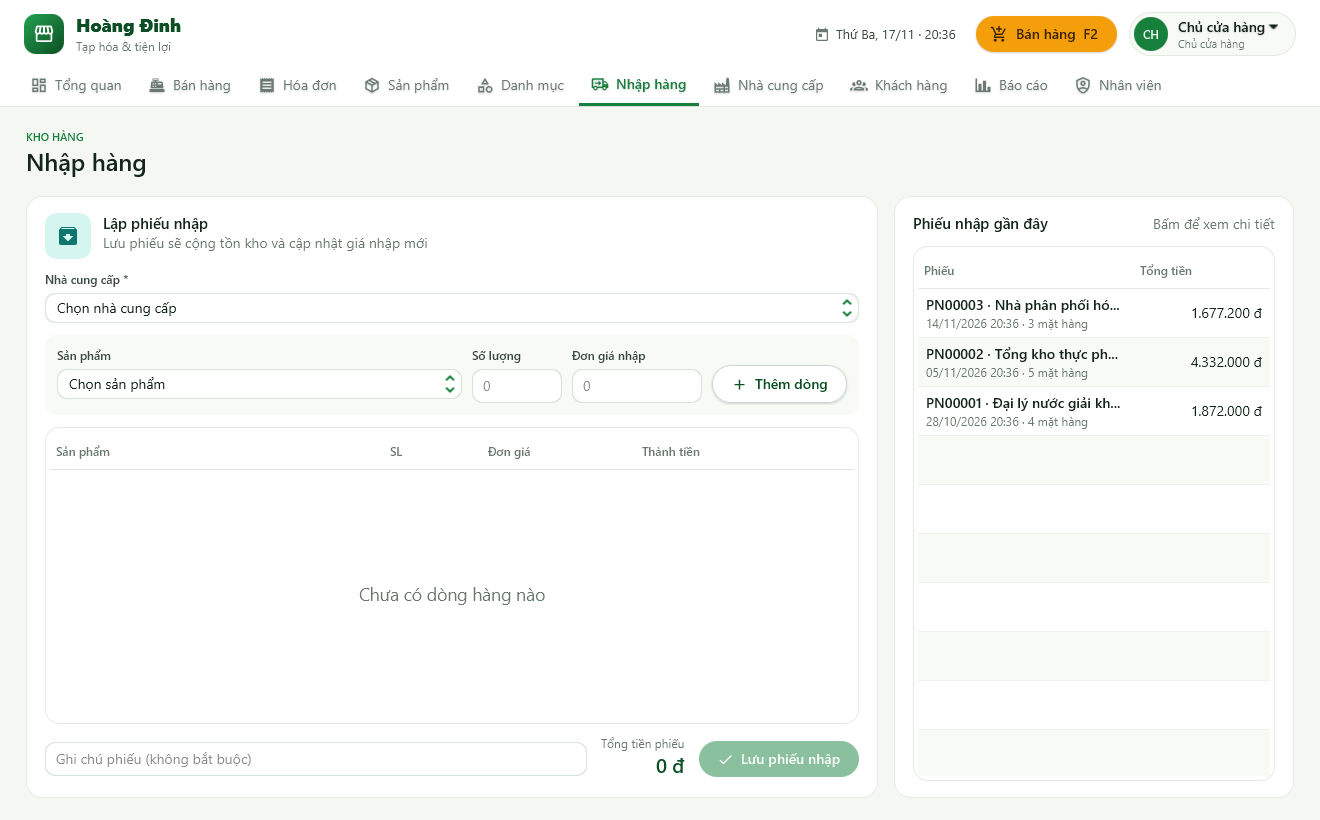 Hoàng Đinh
Tạp hóa & tiện lợi
Thứ Ba, 17/11 · 20:36
Bán hàng F2
CH
Chủ cửa hàng
Chủ cửa hàng
Tổng quan
Bán hàng
Hóa đơn
Sản phẩm
Danh mục
Nhập hàng
Nhà cung cấp
Khách hàng
Báo cáo
Nhân viên
KHO HÀNG
Nhập hàng
Lập phiếu nhập
Lưu phiếu sẽ cộng tồn kho và cập nhật giá nhập mới
Nhà cung cấp *
Chọn nhà cung cấp
Sản phẩm
Số lượng
Đơn giá nhập
Chọn sản phẩm
0
0
Thêm dòng
Sản phẩm
SL
Đơn giá
Thành tiền
Chưa có dòng hàng nào
Ghi chú phiếu (không bắt buộc)
Tổng tiền phiếu
0 đ
Lưu phiếu nhập
Phiếu nhập gần đây
Bấm để xem chi tiết
Phiếu
Tổng tiền
PN00003 · Nhà phân phối hó...
14/11/2026 20:36 · 3 mặt hàng
1.677.200 đ
PN00002 · Tổng kho thực ph...
05/11/2026 20:36 · 5 mặt hàng
4.332.000 đ
PN00001 · Đại lý nước giải kh...
28/10/2026 20:36 · 4 mặt hàng
1.872.000 đ